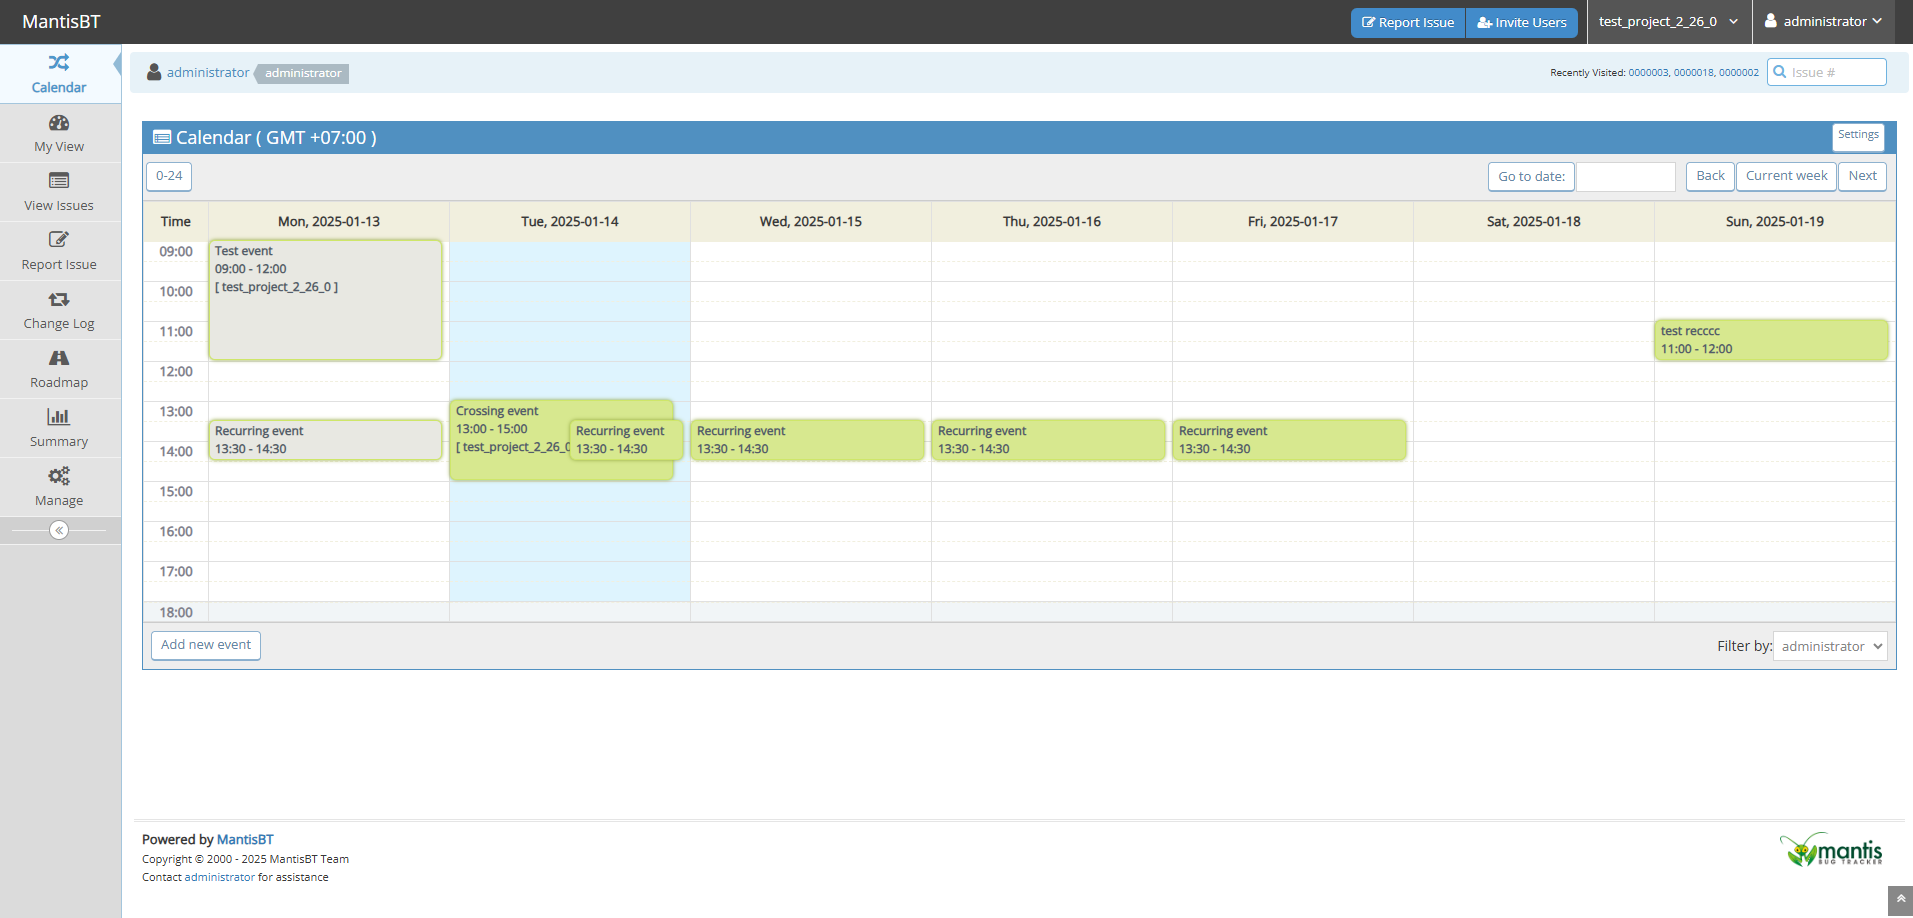 MantisBT
Report Issue
Invite Users
test_project_2_26_0
administrator
Calendar
My View
View Issues
Report Issue
Change Log
Roadmap
Summary
Manage
administrator
administrator
Recently Visited: 0000003, 0000018, 0000002
Issue #
Calendar ( GMT +07:00 )
Settings
0-24
Go to date:
Back
Current week
Next
Time
Mon, 2025-01-13
Tue, 2025-01-14
Wed, 2025-01-15
Thu, 2025-01-16
Fri, 2025-01-17
Sat, 2025-01-18
Sun, 2025-01-19
09:00
10:00
11:00
12:00
13:00
14:00
15:00
16:00
17:00
18:00
Test event
09:00 - 12:00
[ test_project_2_26_0 ]
Recurring event
13:30 - 14:30
Crossing event
13:00 - 15:00
[ test_project_2_26_0
Recurring event
13:30 - 14:30
Recurring event
13:30 - 14:30
Recurring event
13:30 - 14:30
Recurring event
13:30 - 14:30
test recccc
11:00 - 12:00
Add new event
Filter by:
administrator
Powered by MantisBT
Copyright © 2000 - 2025 MantisBT Team
Contact administrator for assistance
mantis
BUG TRACKER